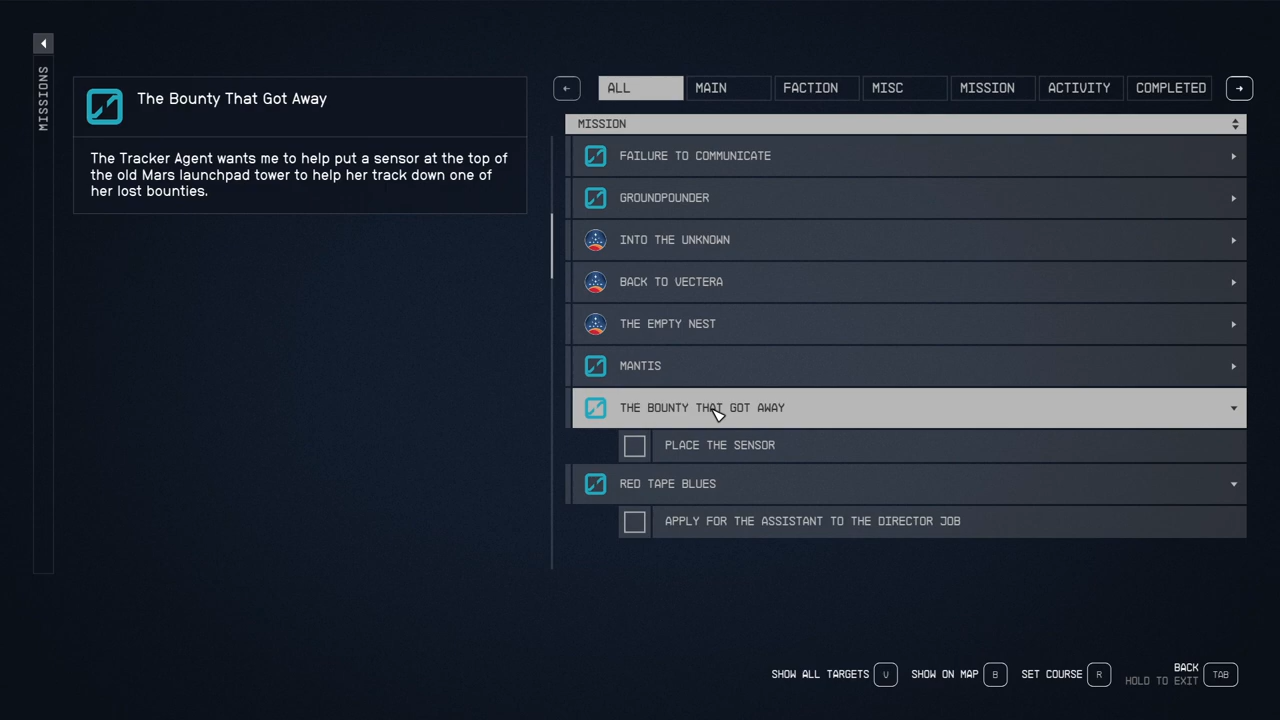 MISSIONS
The Bounty That Got Away
The Tracker Agent wants me to help put a sensor at the top of
the old Mars launchpad tower to help her track down one of
her lost bounties.
ALL MAIN FACTION MISC MISSION ACTIVITY COMPLETED
MISSION
FAILURE TO COMMUNICATE
GROUNDPOUNDER
INTO THE UNKNOWN
BACK TO VECTERA
THE EMPTY NEST
MANTIS
THE BOUNTY THAT GOT AWAY
PLACE THE SENSOR
RED TAPE BLUES
APPLY FOR THE ASSISTANT TO THE DIRECTOR JOB
SHOW ALL TARGETS V SHOW ON MAP B SET COURSE R BACK TAB
HOLD TO EXIT